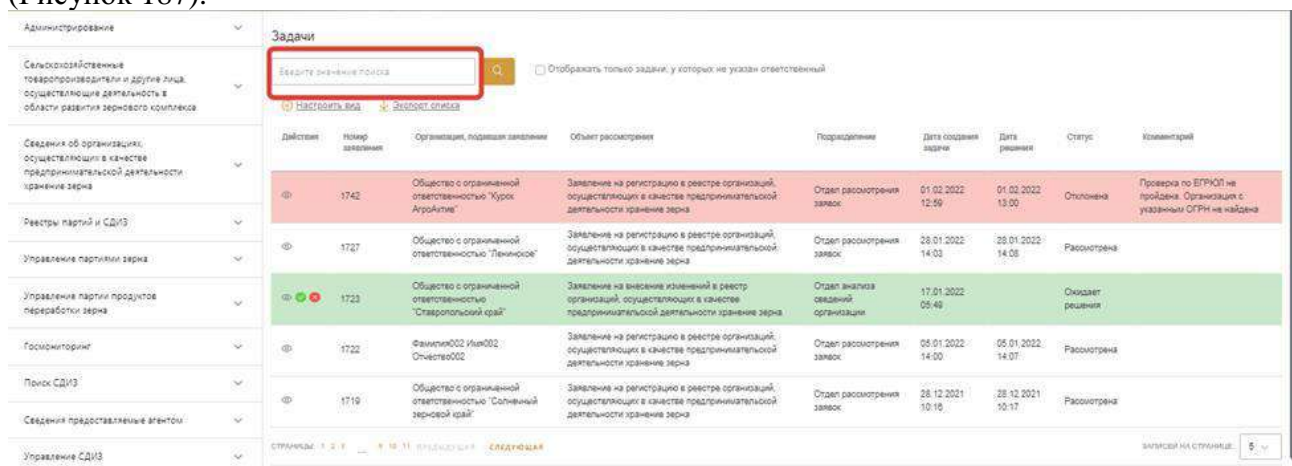 (Рисунок 187).
Администрирование
Сельскохозяйственные
товаропроизводители и другие лица,
осуществляющие деятельность в
области развития зернового комплекса
Сведения об организациях,
осуществляющих в качестве
предпринимательской деятельности
хранение зерна
Реестры партий и СДИЗ
Управление партиями зерна
Управление партии продуктов
переработки зерна
Госмониторинг
Поиск СДИЗ
Сведения предоставляемые агентом
Управление СДИЗ
Задачи
Введите значение поиска
Отображать только задачи, у которых не указан ответственный
Настроить вид Экспорт списка
Действия Номер заявления Организация, подавшая заявление Объект рассмотрения Подразделение Дата создания задачи Дата решения Статус Комментарий
1742
Общество с ограниченной
ответственностью "Курск
АгроАктив"
Заявление на регистрацию в реестре организаций,
осуществляющих в качестве предпринимательской
деятельности хранение зерна
Отдел рассмотрения
заявок
01.02.2022
12:59
01.02.2022
13:00
Отклонена
Проверка по ЕГРЮЛ не
пройдена. Организация с
указанным ОГРН не найдена
1727
Общество с ограниченной
ответственностью "Ленинское"
Заявление на регистрацию в реестре организаций,
осуществляющих в качестве предпринимательской
деятельности хранение зерна
Отдел рассмотрения
заявок
28.01.2022
14:03
28.01.2022
14:08
Рассмотрена
1723
Общество с ограниченной
ответственностью
"Ставропольский край"
Заявление на внесение изменений в реестр
организаций, осуществляющих в качестве
предпринимательской деятельности хранение зерна
Отдел анализа
сведений
организации
17.01.2022
05:49
Ожидает
решения
1722
Фамилия002 Имя002
Отчество002
Заявление на регистрацию в реестре организаций,
осуществляющих в качестве предпринимательской
деятельности хранение зерна
Отдел рассмотрения
заявок
05.01.2022
14:00
05.01.2022
14:07
Рассмотрена
1719
Общество с ограниченной
ответственностью "Солнечный
зерновой край"
Заявление на регистрацию в реестре организаций,
осуществляющих в качестве предпринимательской
деятельности хранение зерна
Отдел рассмотрения
заявок
28.12.2021
10:16
28.12.2021
10:17
Рассмотрена
СТРАНИЦЫ: 1 2 3 ... 9 10 11 ПРЕДЫДУЩАЯ СЛЕДУЮЩАЯ
ЗАПИСЕЙ НА СТРАНИЦЕ: 5